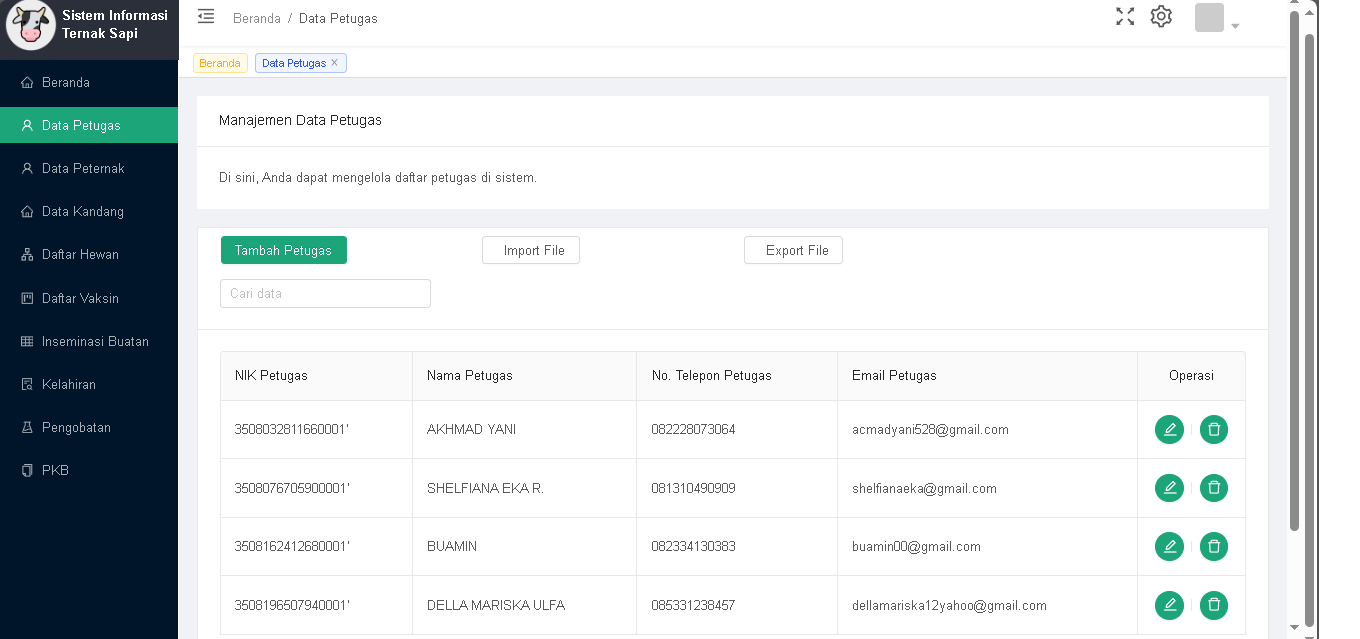 Sistem Informasi
Ternak Sapi
Beranda / Data Petugas
Beranda
Data Petugas ×
Beranda
Data Petugas
Data Peternak
Data Kandang
Daftar Hewan
Daftar Vaksin
Inseminasi Buatan
Kelahiran
Pengobatan
PKB
Manajemen Data Petugas
Di sini, Anda dapat mengelola daftar petugas di sistem.
Tambah Petugas
Import File
Export File
Cari data
NIK Petugas Nama Petugas No. Telepon Petugas Email Petugas Operasi
3508032811660001' AKHMAD YANI 082228073064 acmadyani528@gmail.com
3508076705900001' SHELFIANA EKA R. 081310490909 shelfianaeka@gmail.com
3508162412680001' BUAMIN 082334130383 buamin00@gmail.com
3508196507940001' DELLA MARISKA ULFA 085331238457 dellamariska12yahoo@gmail.com